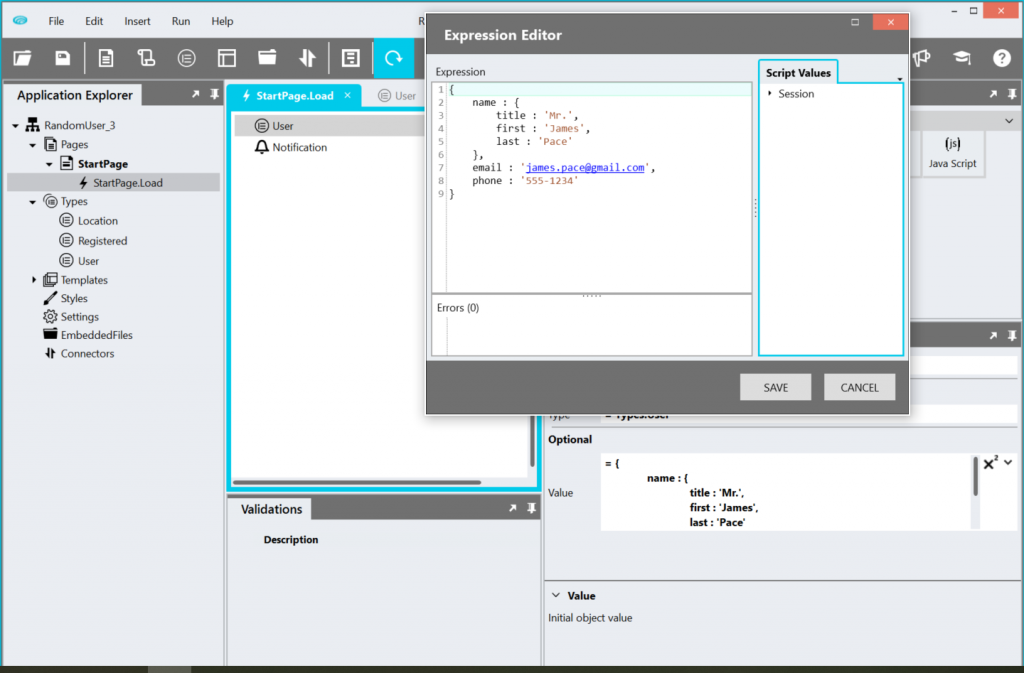 File Edit Insert Run Help R
Application Explorer
RandomUser_3
Pages
StartPage
StartPage.Load
Types
Location
Registered
User
Templates
Styles
Settings
EmbeddedFiles
Connectors
StartPage.Load ×
User
User
Notification
Validations
Description
Expression Editor
Expression
1 {
2 name : {
3 title : 'Mr.',
4 first : 'James',
5 last : 'Pace'
6 },
7 email : 'james.pace@gmail.com',
8 phone : '555-1234'
9 }
Errors (0)
Script Values
Session
SAVE
CANCEL
(js)
Java Script
Type
= Types.User
Optional
Value
= {
name : {
title : 'Mr.',
first : 'James',
last : 'Pace'
X²
Value
Initial object value